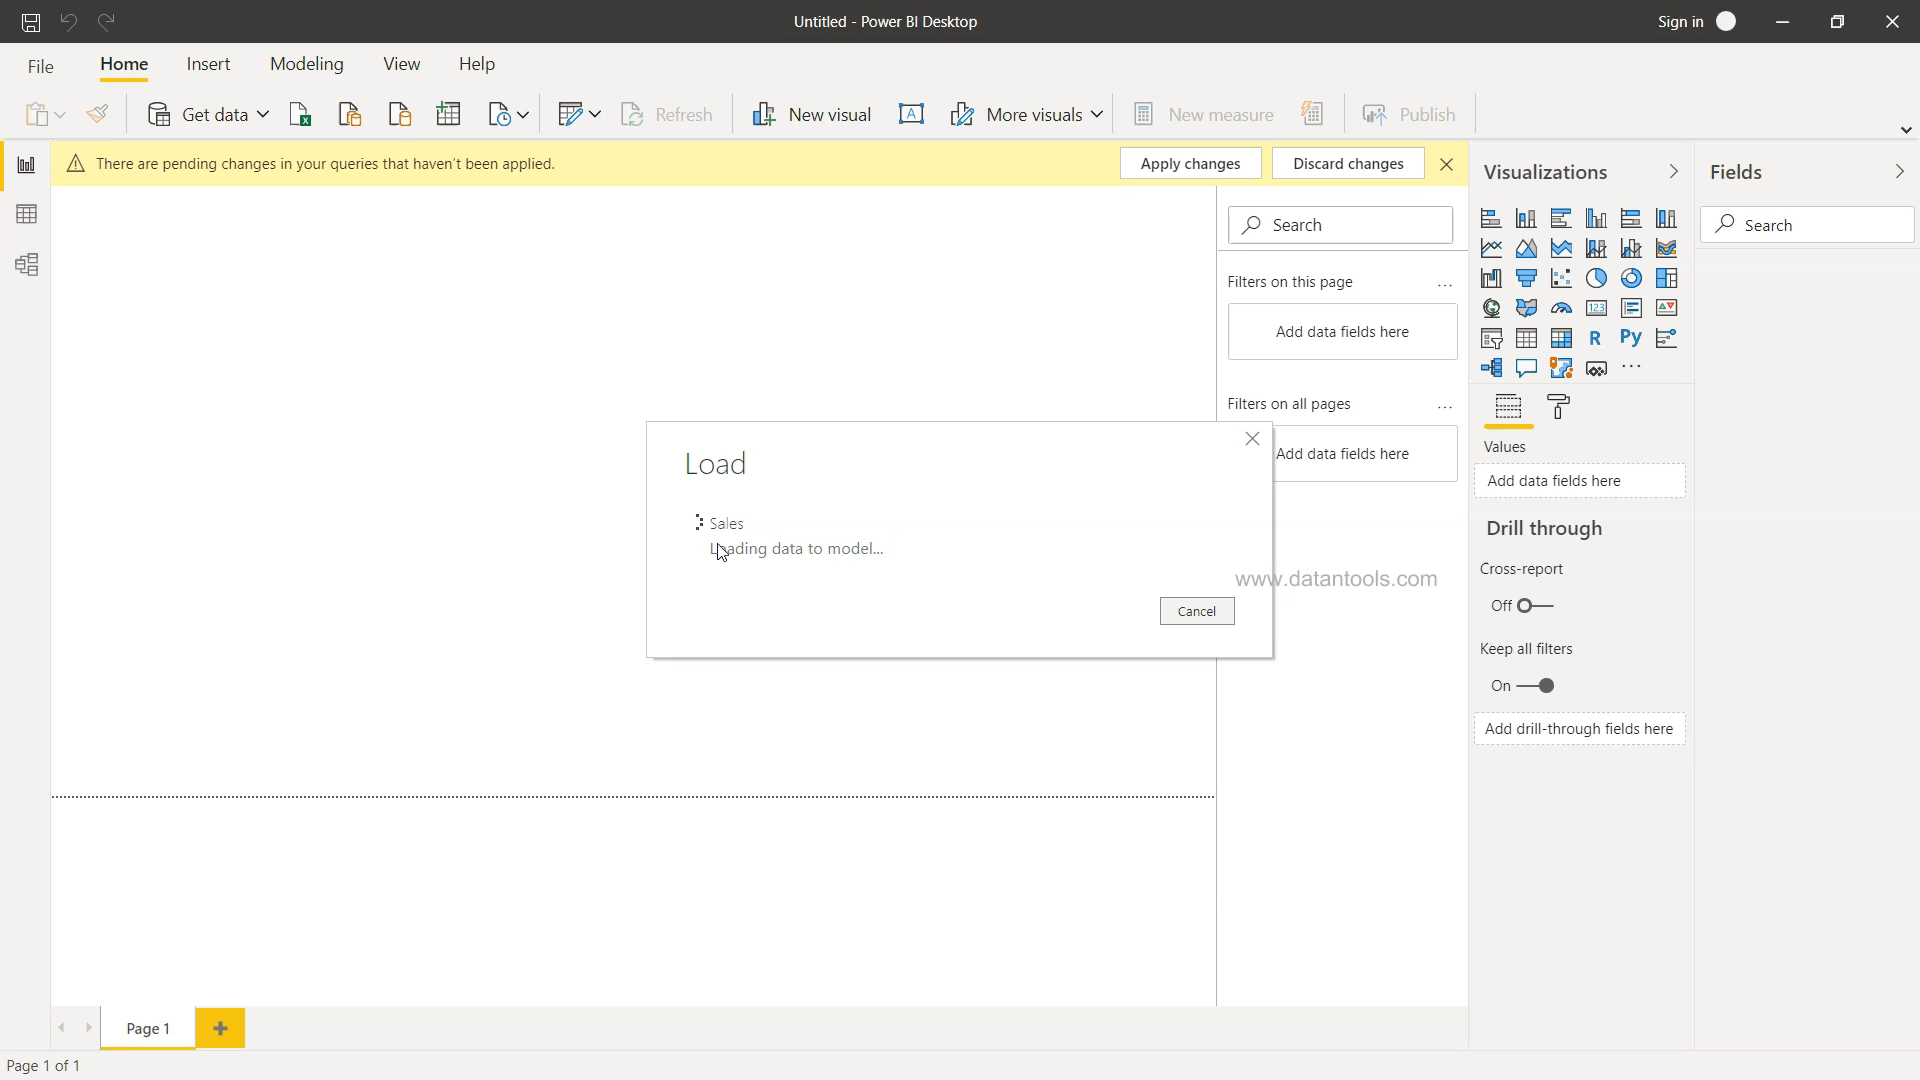 Untitled - Power BI Desktop
Sign in
File
Home
Insert
Modeling
View
Help
Get data
Refresh
New visual
A
More visuals
New measure
Publish
There are pending changes in your queries that haven't been applied.
Apply changes
Discard changes
Visualizations
Fields
Search
Search
Filters on this page
...
Add data fields here
Filters on all pages
...
Add data fields here
123
R
Py
...
Values
Add data fields here
Drill through
Cross-report
Off
Keep all filters
On
Add drill-through fields here
Load
Sales
Loading data to model...
Cancel
www.datantools.com
Page 1
Page 1 of 1